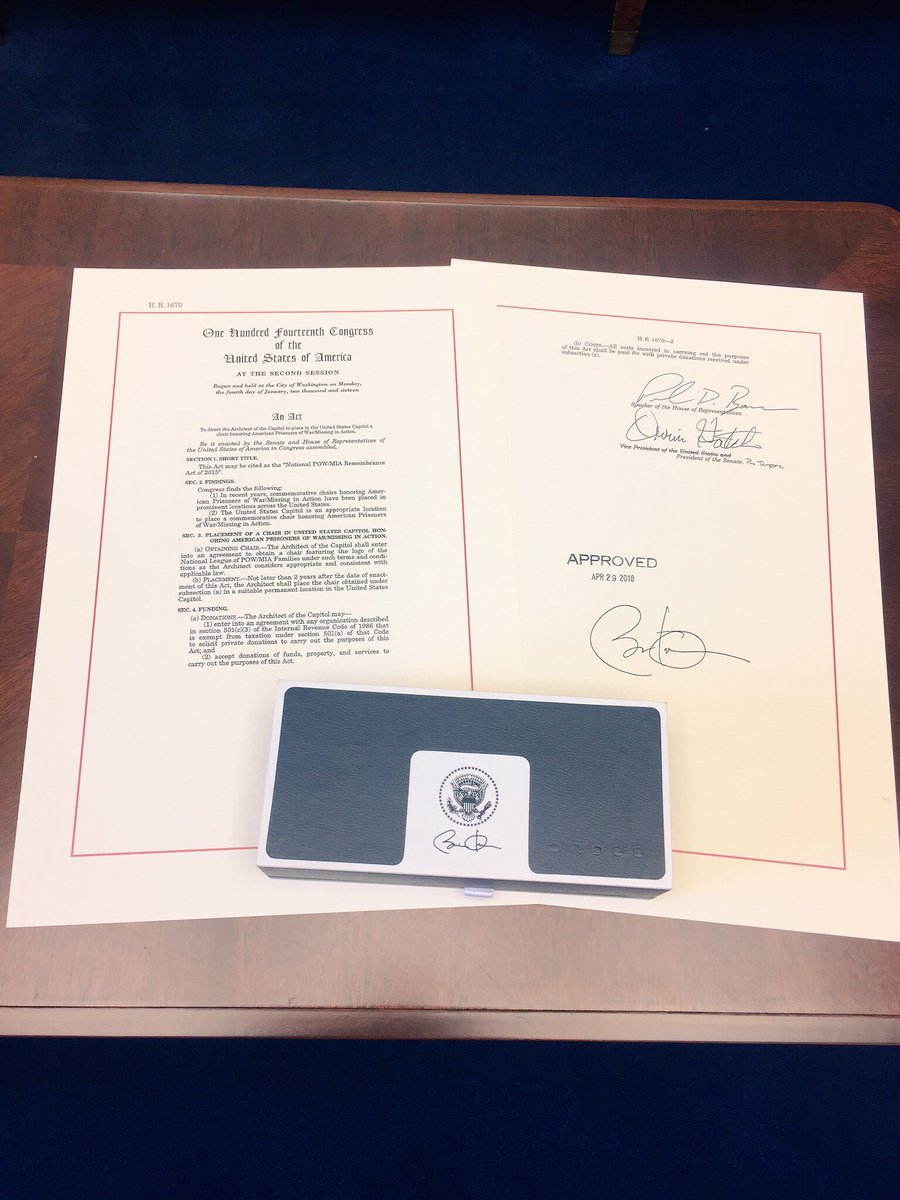 H. R. 1670
One Hundred Fourteenth Congress
of the
United States of America
AT THE SECOND SESSION
Begun and held at the City of Washington on Monday,
the fourth day of January, two thousand and sixteen
An Act
To direct the Architect of the Capitol to place in the United States Capitol a
chair honoring American Prisoners of War/Missing in Action.
Be it enacted by the Senate and House of Representatives of
the United States of America in Congress assembled,
SECTION 1. SHORT TITLE.
This Act may be cited as the "National POW/MIA Remembrance
Act of 2015".
SEC. 2. FINDINGS.
Congress finds the following:
(1) In recent years, commemorative chairs honoring Amer-
ican Prisoners of War/Missing in Action have been placed in
prominent locations across the United States.
(2) The United States Capitol is an appropriate location
to place a commemorative chair honoring American Prisoners
of War/Missing in Action.
SEC. 3. PLACEMENT OF A CHAIR IN UNITED STATES CAPITOL HON-
ORING AMERICAN PRISONERS OF WAR/MISSING IN ACTION.
(a) OBTAINING CHAIR.—The Architect of the Capitol shall enter
into an agreement to obtain a chair featuring the logo of the
National League of POW/MIA Families under such terms and condi-
tions as the Architect considers appropriate and consistent with
applicable law.
(b) PLACEMENT.—Not later than 2 years after the date of enact-
ment of this Act, the Architect shall place the chair obtained under
subsection (a) in a suitable permanent location in the United States
Capitol.
SEC. 4. FUNDING.
(a) DONATIONS.—The Architect of the Capitol may—
(1) enter into an agreement with any organization described
in section 501(c)(3) of the Internal Revenue Code of 1986 that
is exempt from taxation under section 501(a) of that Code
to solicit private donations to carry out the purposes of this
Act; and
(2) accept donations of funds, property, and services to
carry out the purposes of this Act.
H. R. 1670—2
(b) COSTS.—All costs incurred in carrying out the purposes
of this Act shall be paid for with private donations received under
subsection (a).
Speaker of the House of Representatives.
Vice President of the United States and
President of the Senate. Pro Tempore
APPROVED
APR 29 2016
CROSS